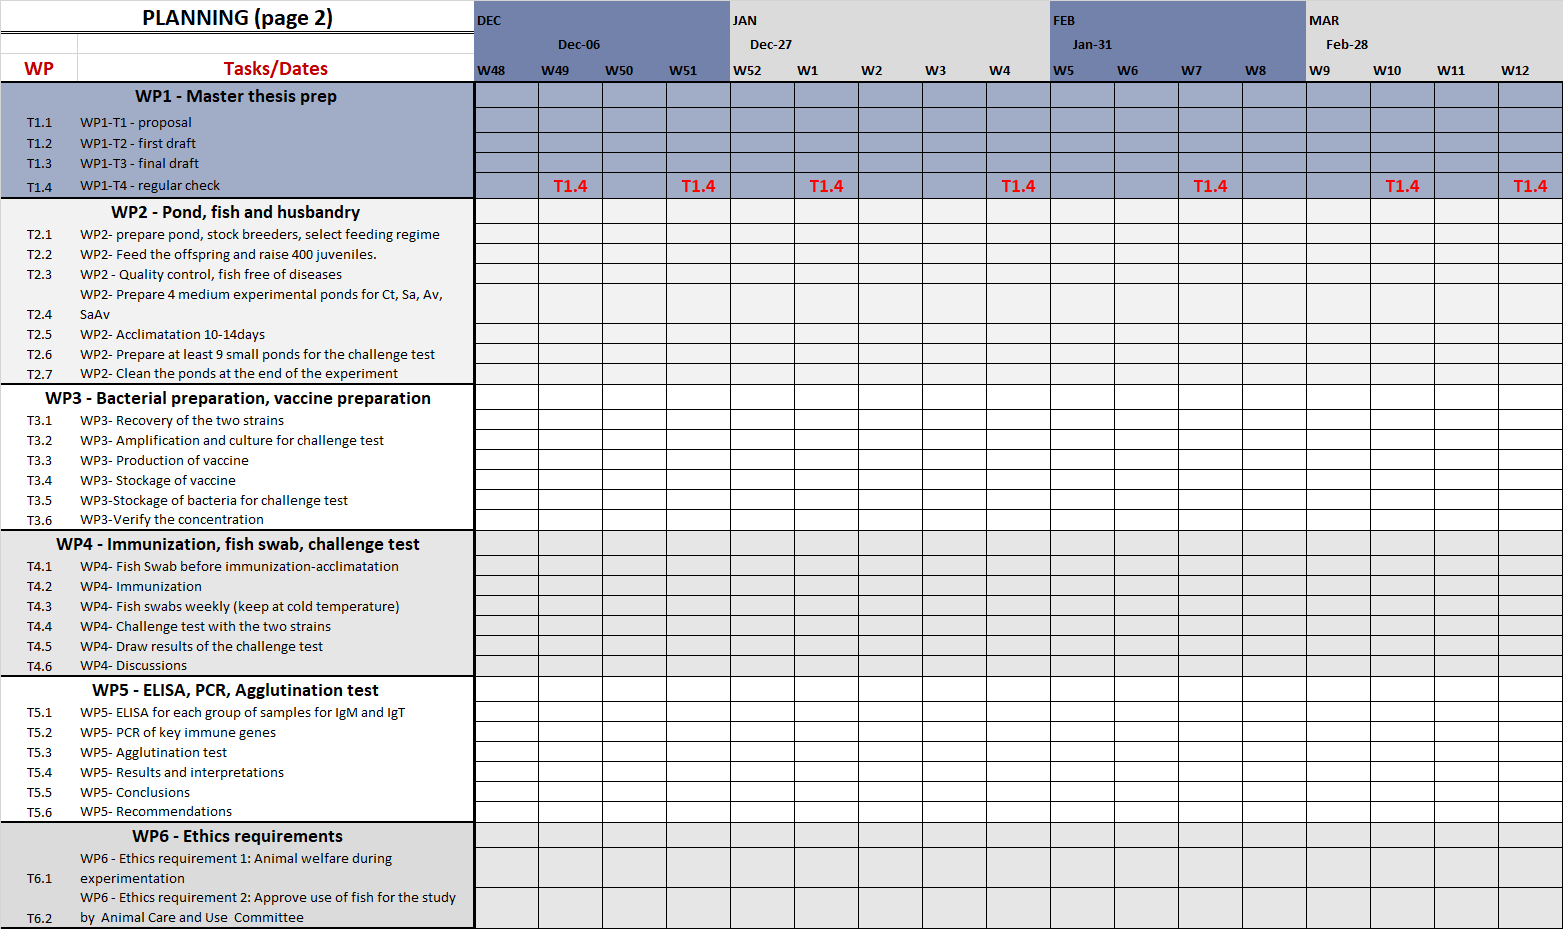 PLANNING (page 2)
DEC JAN FEB MAR
Dec-06 Dec-27 Jan-31 Feb-28
WP Tasks/Dates W48 W49 W50 W51 W52 W1 W2 W3 W4 W5 W6 W7 W8 W9 W10 W11 W12
WP1 - Master thesis prep
T1.1 WP1-T1 - proposal
T1.2 WP1-T2 - first draft
T1.3 WP1-T3 - final draft
T1.4 WP1-T4 - regular check T1.4 T1.4 T1.4 T1.4 T1.4 T1.4 T1.4
WP2 - Pond, fish and husbandry
T2.1 WP2- prepare pond, stock breeders, select feeding regime
T2.2 WP2- Feed the offspring and raise 400 juveniles.
T2.3 WP2 - Quality control, fish free of diseases
WP2- Prepare 4 medium experimental ponds for Ct, Sa, Av,
T2.4 SaAv
T2.5 WP2- Acclimatation 10-14days
T2.6 WP2- Prepare at least 9 small ponds for the challenge test
T2.7 WP2- Clean the ponds at the end of the experiment
WP3 - Bacterial preparation, vaccine preparation
T3.1 WP3- Recovery of the two strains
T3.2 WP3- Amplification and culture for challenge test
T3.3 WP3- Production of vaccine
T3.4 WP3- Stockage of vaccine
T3.5 WP3-Stockage of bacteria for challenge test
T3.6 WP3-Verify the concentration
WP4 - Immunization, fish swab, challenge test
T4.1 WP4- Fish Swab before immunization-acclimatation
T4.2 WP4- Immunization
T4.3 WP4- Fish swabs weekly (keep at cold temperature)
T4.4 WP4- Challenge test with the two strains
T4.5 WP4- Draw results of the challenge test
T4.6 WP4- Discussions
WP5 - ELISA, PCR, Agglutination test
T5.1 WP5- ELISA for each group of samples for IgM and IgT
T5.2 WP5- PCR of key immune genes
T5.3 WP5- Agglutination test
T5.4 WP5- Results and interpretations
T5.5 WP5- Conclusions
T5.6 WP5- Recommendations
WP6 - Ethics requirements
WP6 - Ethics requirement 1: Animal welfare during
T6.1 experimentation
WP6 - Ethics requirement 2: Approve use of fish for the study
T6.2 by Animal Care and Use Committee